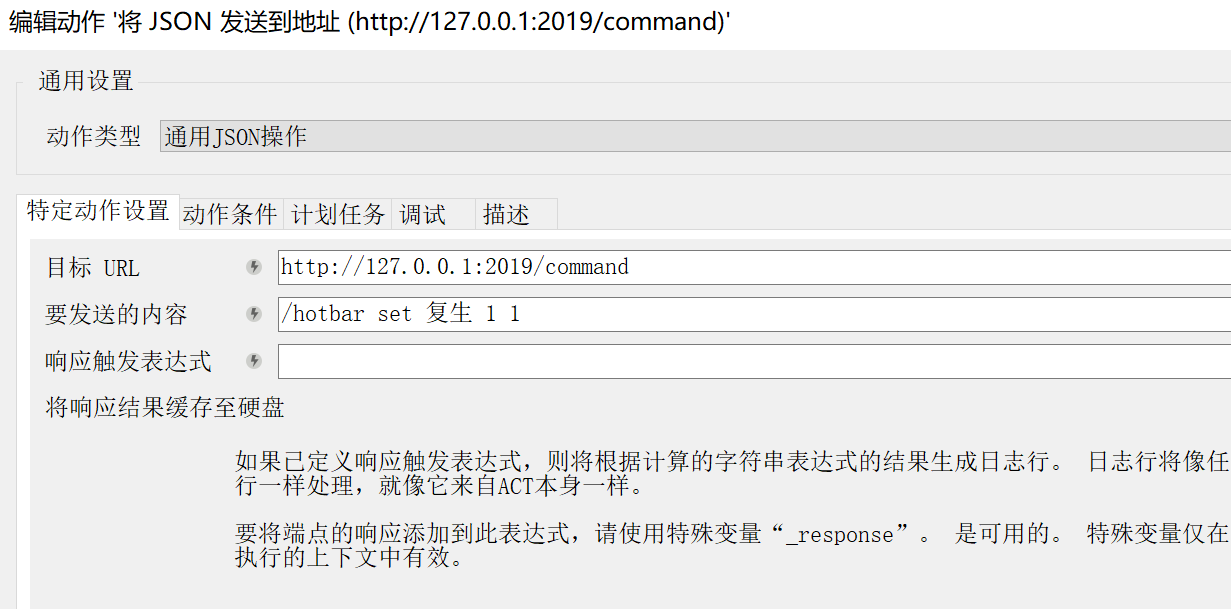 编辑动作 '将 JSON 发送到地址 (http://127.0.0.1:2019/command)'
通用设置
动作类型 通用JSON操作
特定动作设置 动作条件 计划任务 调试 描述
目标 URL http://127.0.0.1:2019/command
要发送的内容 /hotbar set 复生 1 1
响应触发表达式
将响应结果缓存至硬盘
如果已定义响应触发表达式，则将根据计算的字符串表达式的结果生成日志行。 日志行将像任
行一样处理，就像它来自ACT本身一样。
要将端点的响应添加到此表达式，请使用特殊变量“_response”。 是可用的。 特殊变量仅在
执行的上下文中有效。